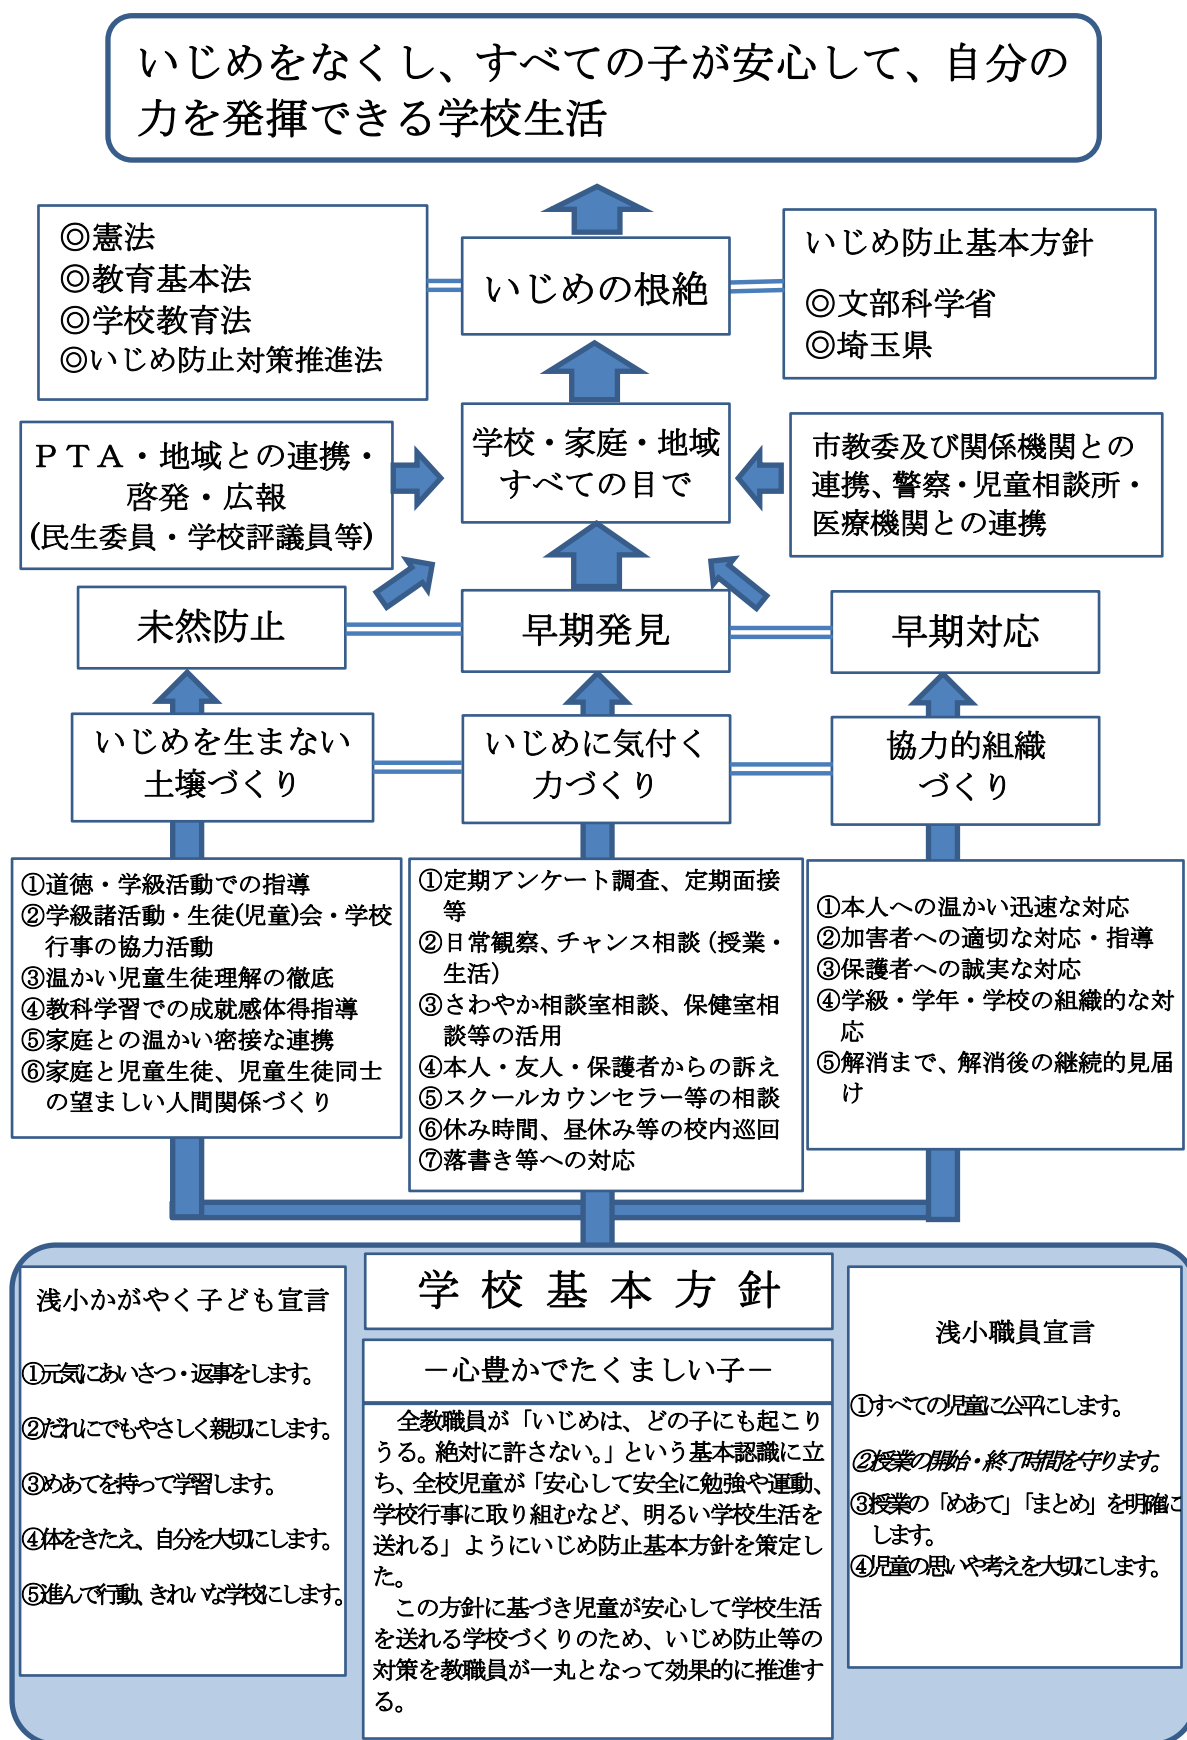 いじめをなくし、すべての子が安心して、自分の
力を発揮できる学校生活
◎憲法
◎教育基本法
◎学校教育法
◎いじめ防止対策推進法
いじめの根絶
いじめ防止基本方針
◎文部科学省
◎埼玉県
ＰＴＡ・地域との連携・
啓発・広報
(民生委員・学校評議員等)
学校・家庭・地域
すべての目で
市教委及び関係機関との
連携、警察・児童相談所・
医療機関との連携
未然防止
早期発見
早期対応
いじめを生まない
土壌づくり
いじめに気付く
力づくり
協力的組織
づくり
①道徳・学級活動での指導
②学級諸活動・生徒(児童)会・学校
行事の協力活動
③温かい児童生徒理解の徹底
④教科学習での成就感体得指導
⑤家庭との温かい密接な連携
⑥家庭と児童生徒、児童生徒同士
の望ましい人間関係づくり
①定期アンケート調査、定期面接
等
②日常観察、チャンス相談（授業・
生活）
③さわやか相談室相談、保健室相
談等の活用
④本人・友人・保護者からの訴え
⑤スクールカウンセラー等の相談
⑥休み時間、昼休み等の校内巡回
⑦落書き等への対応
①本人への温かい迅速な対応
②加害者への適切な対応・指導
③保護者への誠実な対応
④学級・学年・学校の組織的な対
応
⑤解消まで、解消後の継続的見届
け
浅小かがやく子ども宣言
①元気にあいさつ・返事をします。
②だれにでもやさしく親切にします。
③めあてを持って学習します。
④体をきたえ、自分を大切にします。
⑤進んで行動、きれいな学校にします。
学校基本方針
－心豊かでたくましい子－
全教職員が「いじめは、どの子にも起こり
うる。絶対に許さない。」という基本認識に立
ち、全校児童が「安心して安全に勉強や運動、
学校行事に取り組むなど、明るい学校生活を
送れる」ようにいじめ防止基本方針を策定し
た。
この方針に基づき児童が安心して学校生活
を送れる学校づくりのため、いじめ防止等の
対策を教職員が一丸となって効果的に推進す
る。
浅小職員宣言
①すべての児童に公平にします。
②授業の開始・終了時間を守ります。
③授業の「めあて」「まとめ」を明確に
します。
④児童の思いや考えを大切にします。